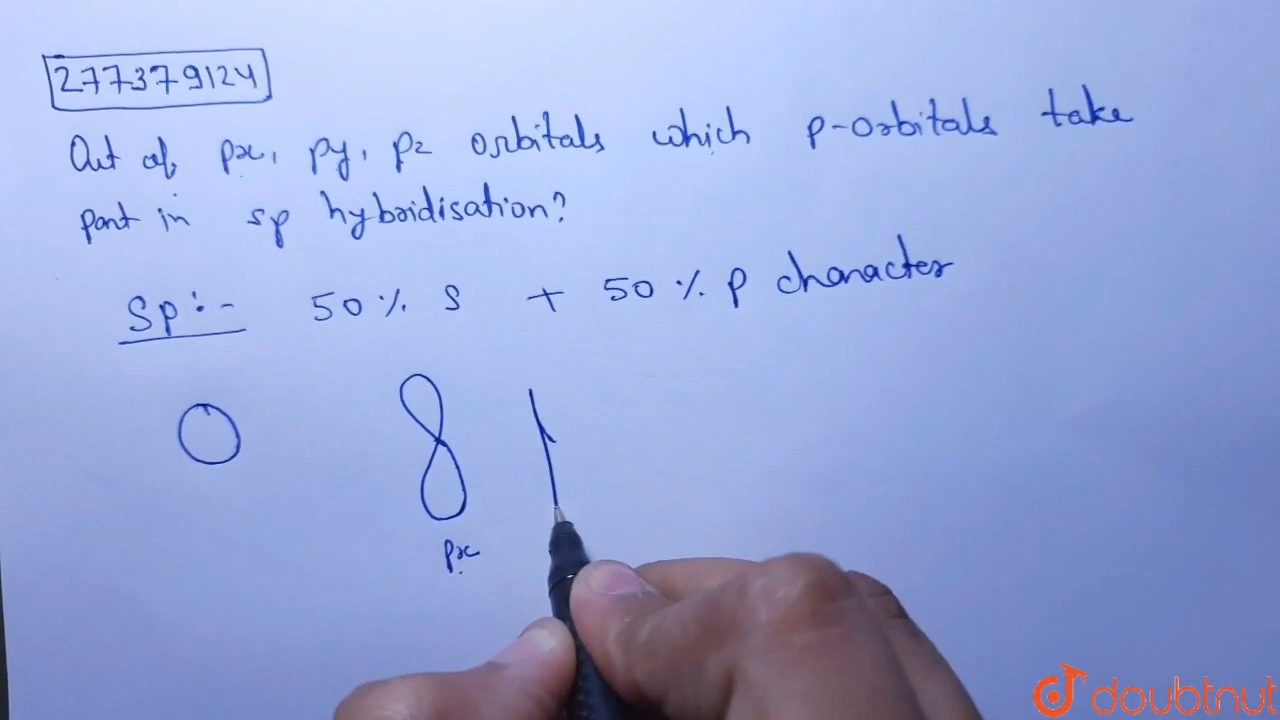 277379124
Out of px, py, pz orbitals which p-orbitals take
part in sp hybridisation?
Sp:- 50% s + 50% p character
px
doubtnut